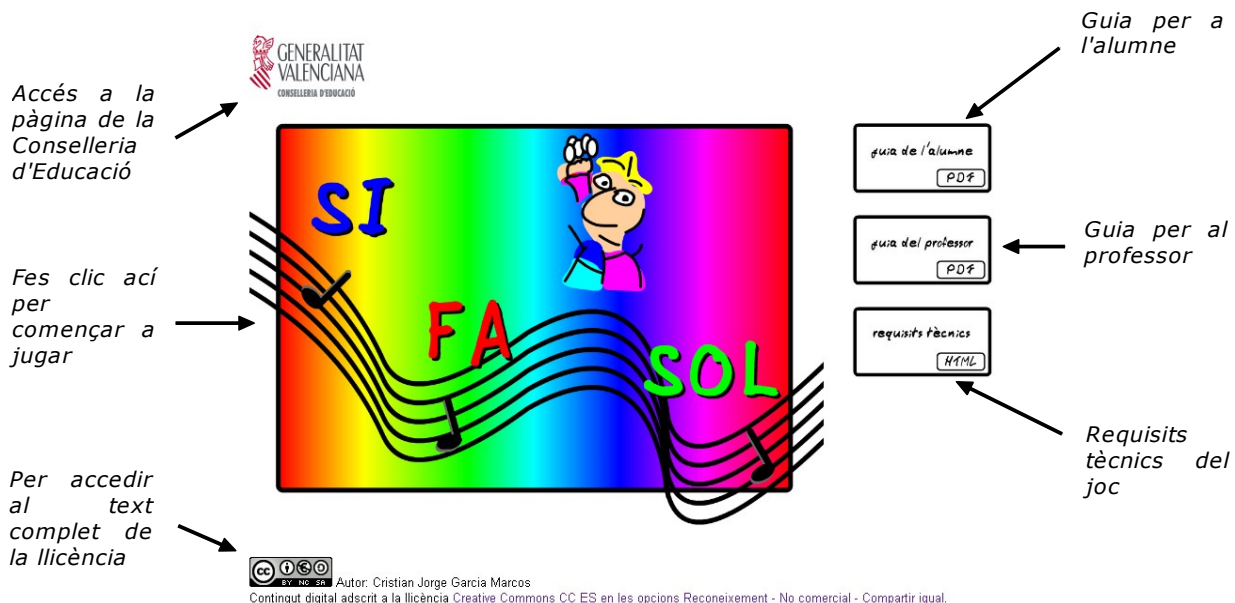 GENERALITAT
VALENCIANA
CONSELLERIA D'EDUCACIÓ
Accés a la
pàgina de la
Conselleria
d'Educació
Guia per a
l'alumne
SI
FA
SOL
guia de l'alumne
PDF
guia del professor
PDF
Guia per al
professor
Fes clic ací
per
començar a
jugar
requisits tècnics
HTML
Requisits
tècnics del
joc
Per accedir
al text
complet de
la llicència
cc BY NC SA Autor: Cristian Jorge Garcia Marcos
Contingut digital adscrit a la llicència Creative Commons CC ES en les opcions Reconeixement - No comercial - Compartir igual.